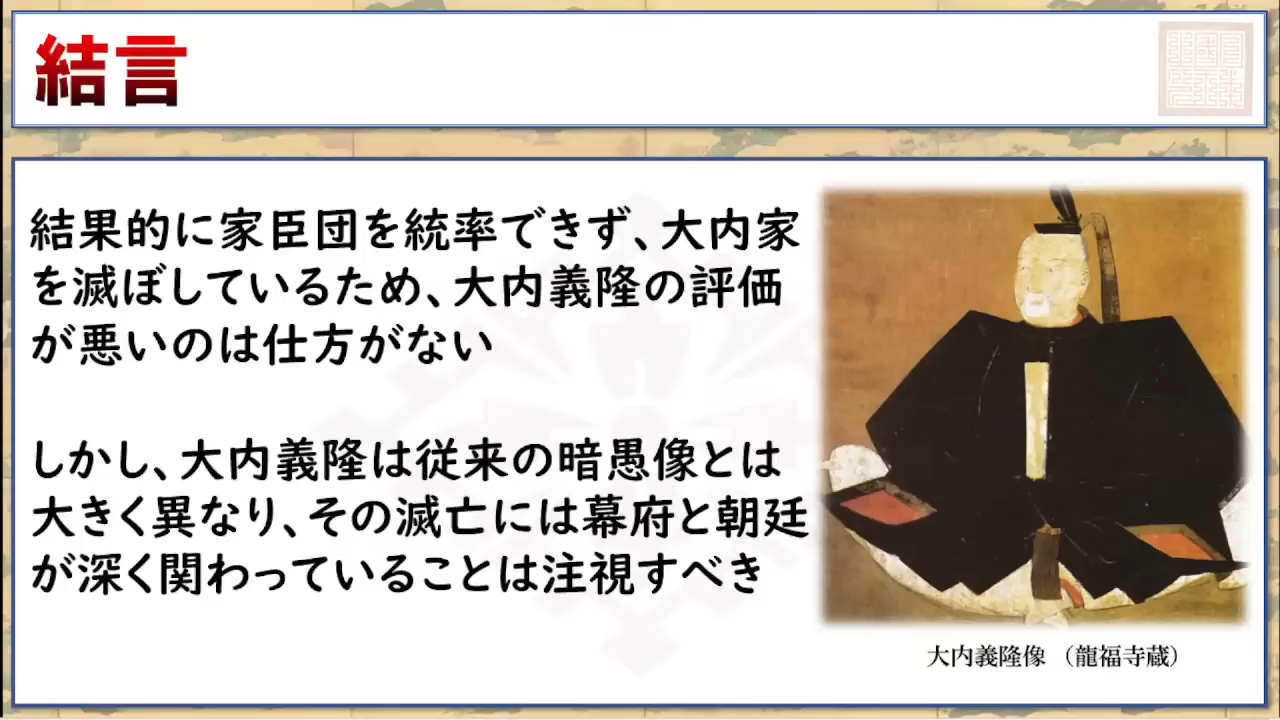 結言
結果的に家臣団を統率できず、大内家
を滅ぼしているため、大内義隆の評価
が悪いのは仕方がない
しかし、大内義隆は従来の暗愚像とは
大きく異なり、その滅亡には幕府と朝廷
が深く関わっていることは注視すべき
大内義隆像 （龍福寺蔵）